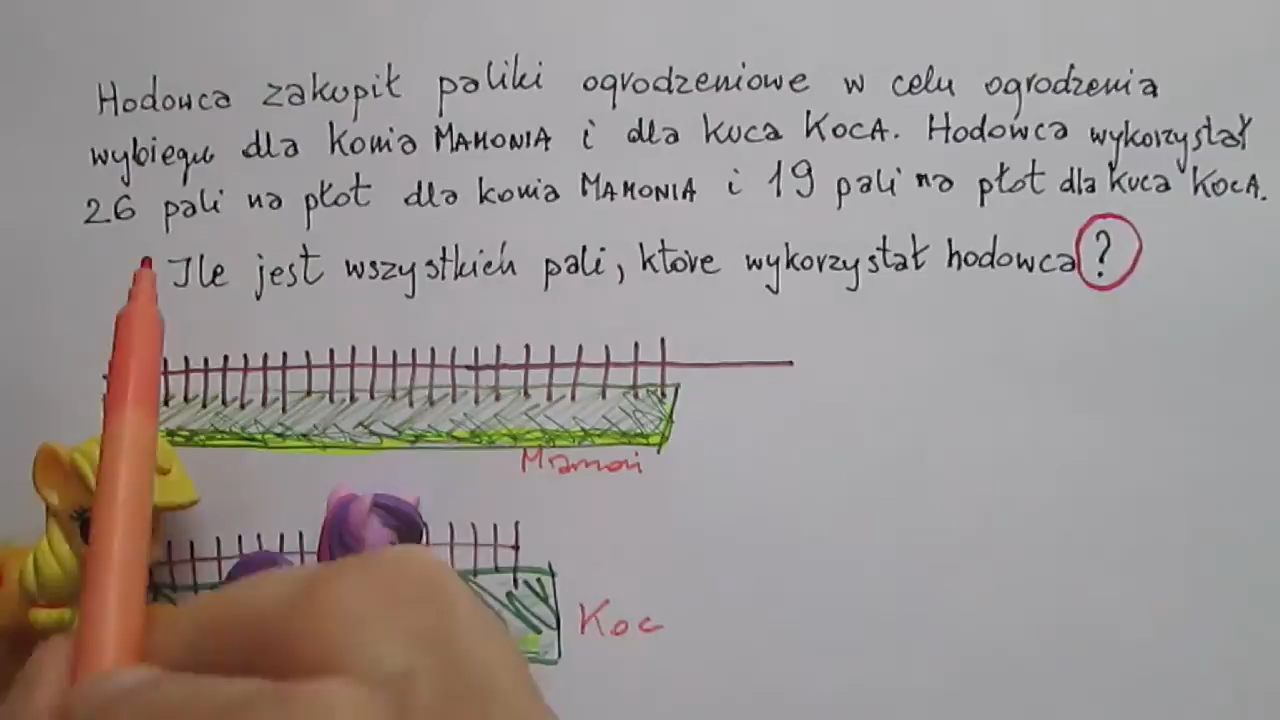 Hodowca zakupił paliki ogrodzeniowe w celu ogrodzenia
wybiegu dla konia MAMONIA i dla kuca KOCA. Hodowca wykorzystał
26 pali na płot dla konia MAMONIA i 19 pali na płot dla kuca KOCA.
Ile jest wszystkich pali, które wykorzystał hodowca?
Mamoń
Koc